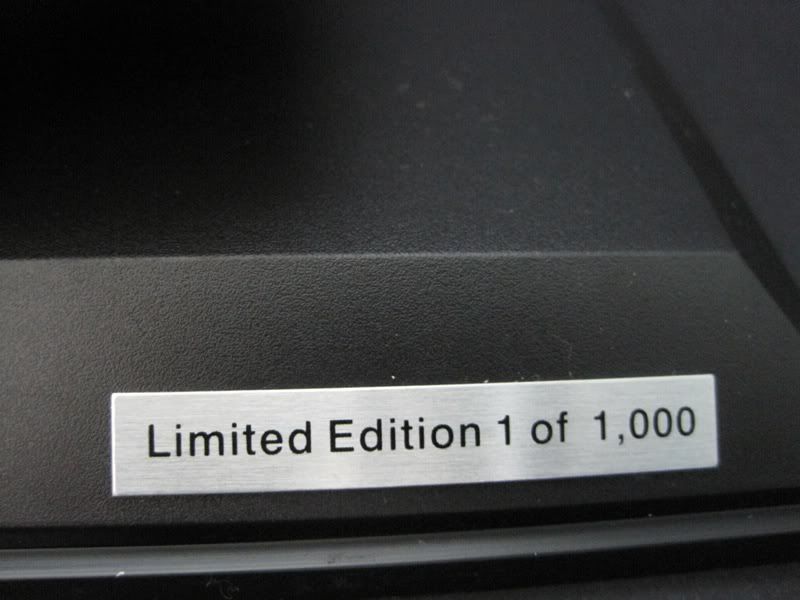 Limited Edition 1 of 1,000